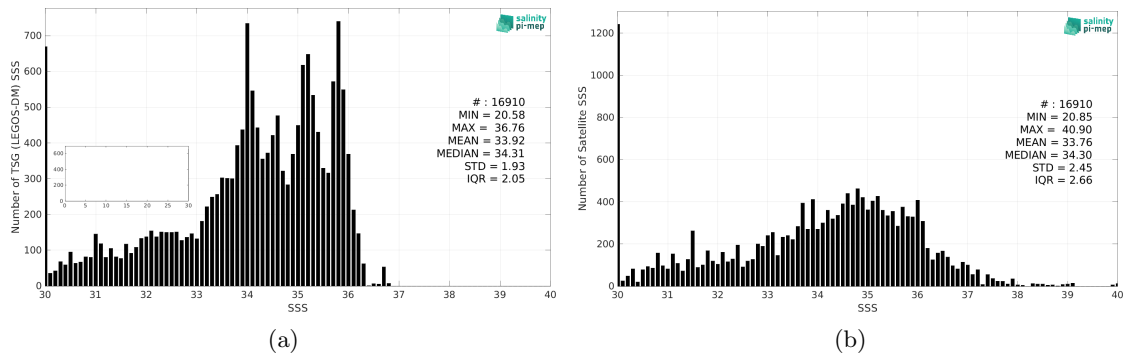 salinity
pi-mep
Number of TSG (LEGOS-DM) SSS
700
600
500
400
300
200
100
0
# : 16910
MIN = 20.58
MAX = 36.76
MEAN = 33.92
MEDIAN = 34.31
STD = 1.93
IQR = 2.05
600
400
200
0
0 5 10 15 20 25 30
30 31 32 33 34 35 36 37 38 39 40
SSS
(a)
salinity
pi-mep
Number of Satellite SSS
1200
1000
800
600
400
200
0
# : 16910
MIN = 20.85
MAX = 40.90
MEAN = 33.76
MEDIAN = 34.30
STD = 2.45
IQR = 2.66
30 31 32 33 34 35 36 37 38 39 40
SSS
(b)